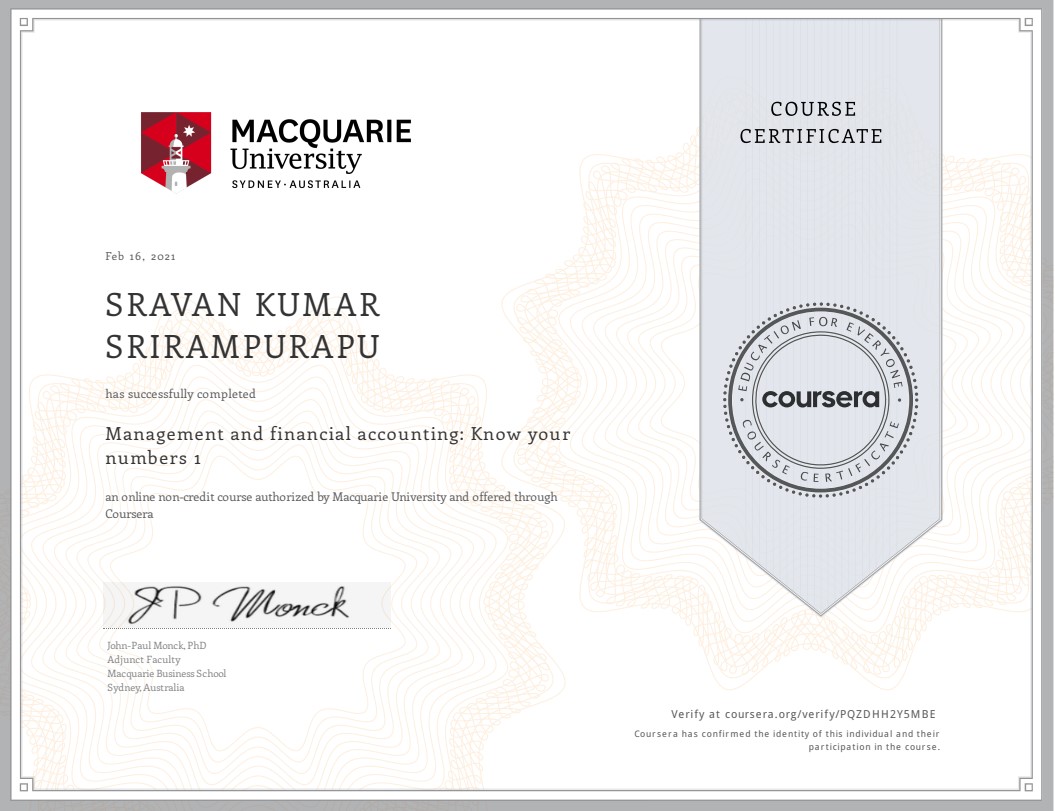 MACQUARIE
University
SYDNEY·AUSTRALIA
COURSE
CERTIFICATE
Feb 16, 2021
SRAVAN KUMAR
SRIRAMPURAPU
has successfully completed
Management and financial accounting: Know your
numbers 1
an online non-credit course authorized by Macquarie University and offered through
Coursera
EDUCATION FOR EVERYONE
coursera
COURSE CERTIFICATE
JP Monck
John-Paul Monck, PhD
Adjunct Faculty
Macquarie Business School
Sydney, Australia
Verify at coursera.org/verify/PQZDHH2Y5MBE
Coursera has confirmed the identity of this individual and their
participation in the course.